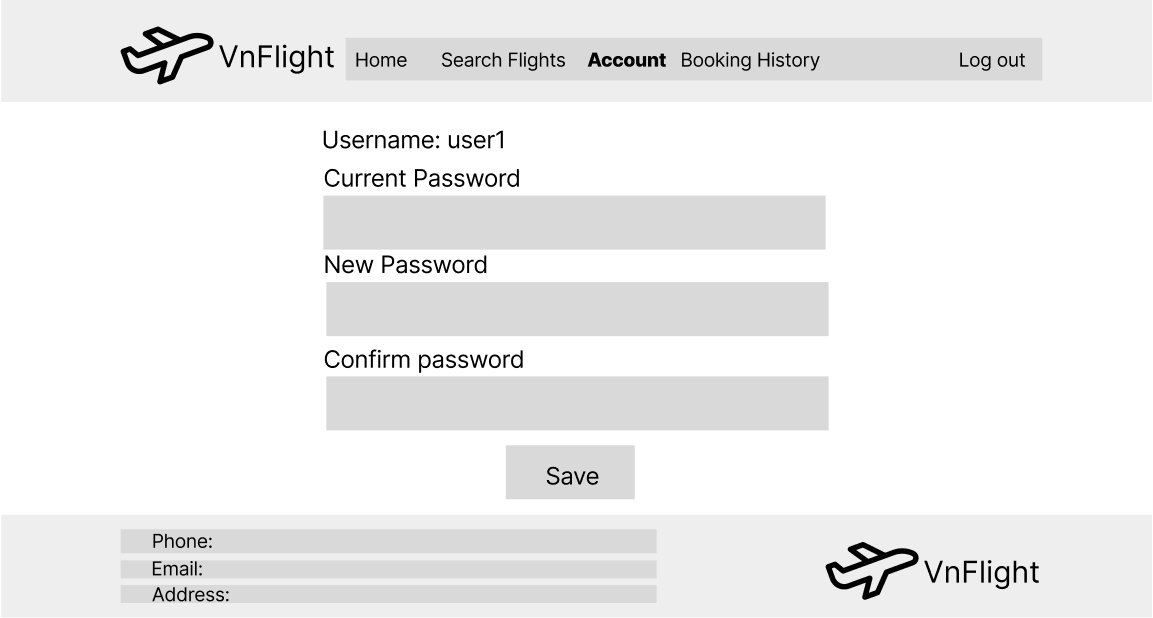 VnFlight Home Search Flights Account Booking History Log out
Username: user1
Current Password
New Password
Confirm password
Save
Phone:
Email:
Address:
VnFlight